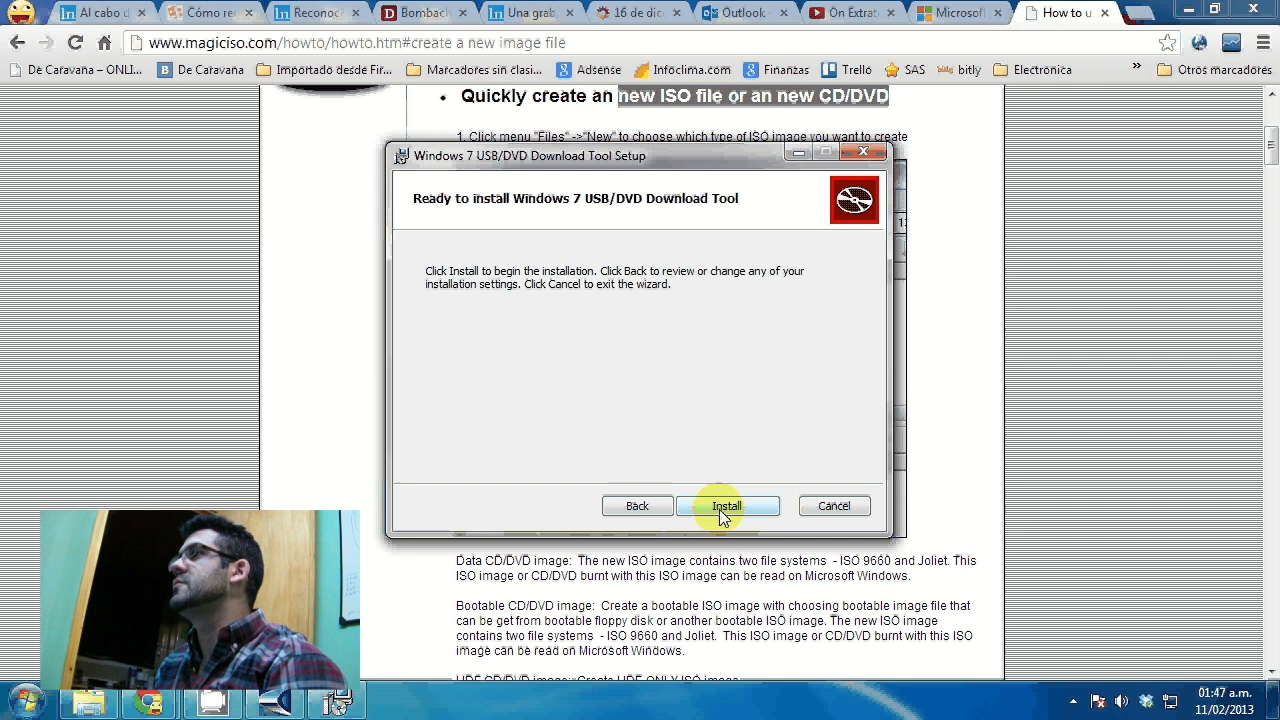 Al cabo d
Cómo
Recono
Bombac
Una gra
16 de dic
Outlook
Ón Extrat
Microsof
How to u
www.magiciso.com/howto/howto.htm#create a new image file
De Caravaña – ONLI...
De Caravana
Importado desde Fir...
Marcadores sin clasi...
Adsense
Infoclima.com
Finanzas
Trello
SAS
bitly
Electrónica
»
Otros marcadores
• Quickly create an new ISO file or an new CD/DVD
1. Click menu "Files" ->"New" to choose which type of ISO image you want to create
Windows 7 USB/DVD Download Tool Setup
Ready to install Windows 7 USB/DVD Download Tool
Click Install to begin the installation. Click Back to review or change any of your
installation settings. Click Cancel to exit the wizard.
Back
Install
Cancel
Data CD/DVD image: The new ISO image contains two file systems - ISO 9660 and Joliet. This
ISO image or CD/DVD burnt with this ISO image can be read on Microsoft Windows.
Bootable CD/DVD image: Create a bootable ISO image with choosing bootable image file that
can be get from bootable floppy disk or another bootable ISO image. The new ISO image
contains two file systems - ISO 9660 and Joliet. This ISO image or CD/DVD burnt with this ISO
image can be read on Microsoft Windows.
01:47 a.m.
11/02/2013